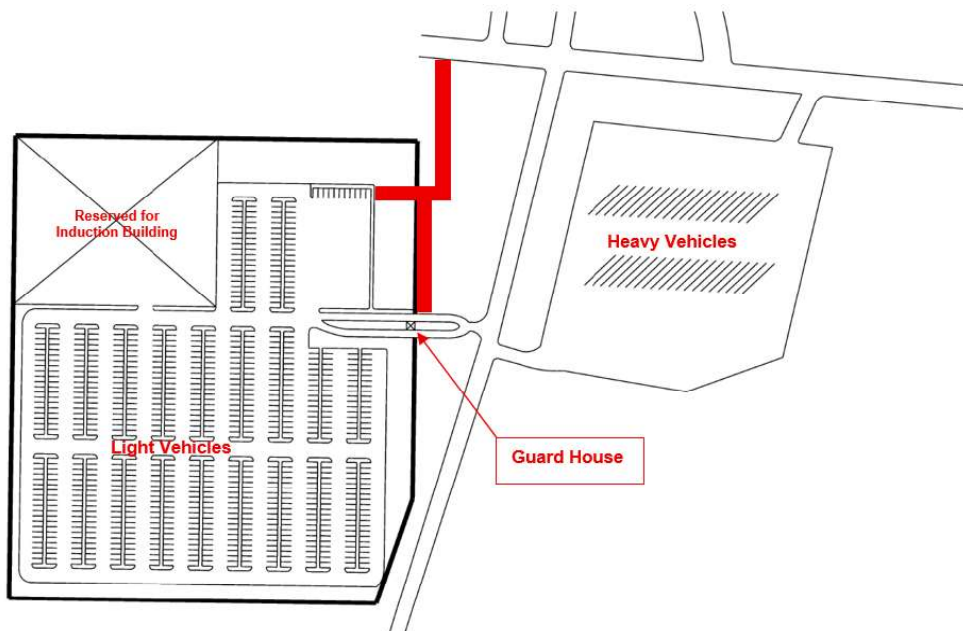 Reserved for
Induction Building
Heavy Vehicles
Light Vehicles
Guard House